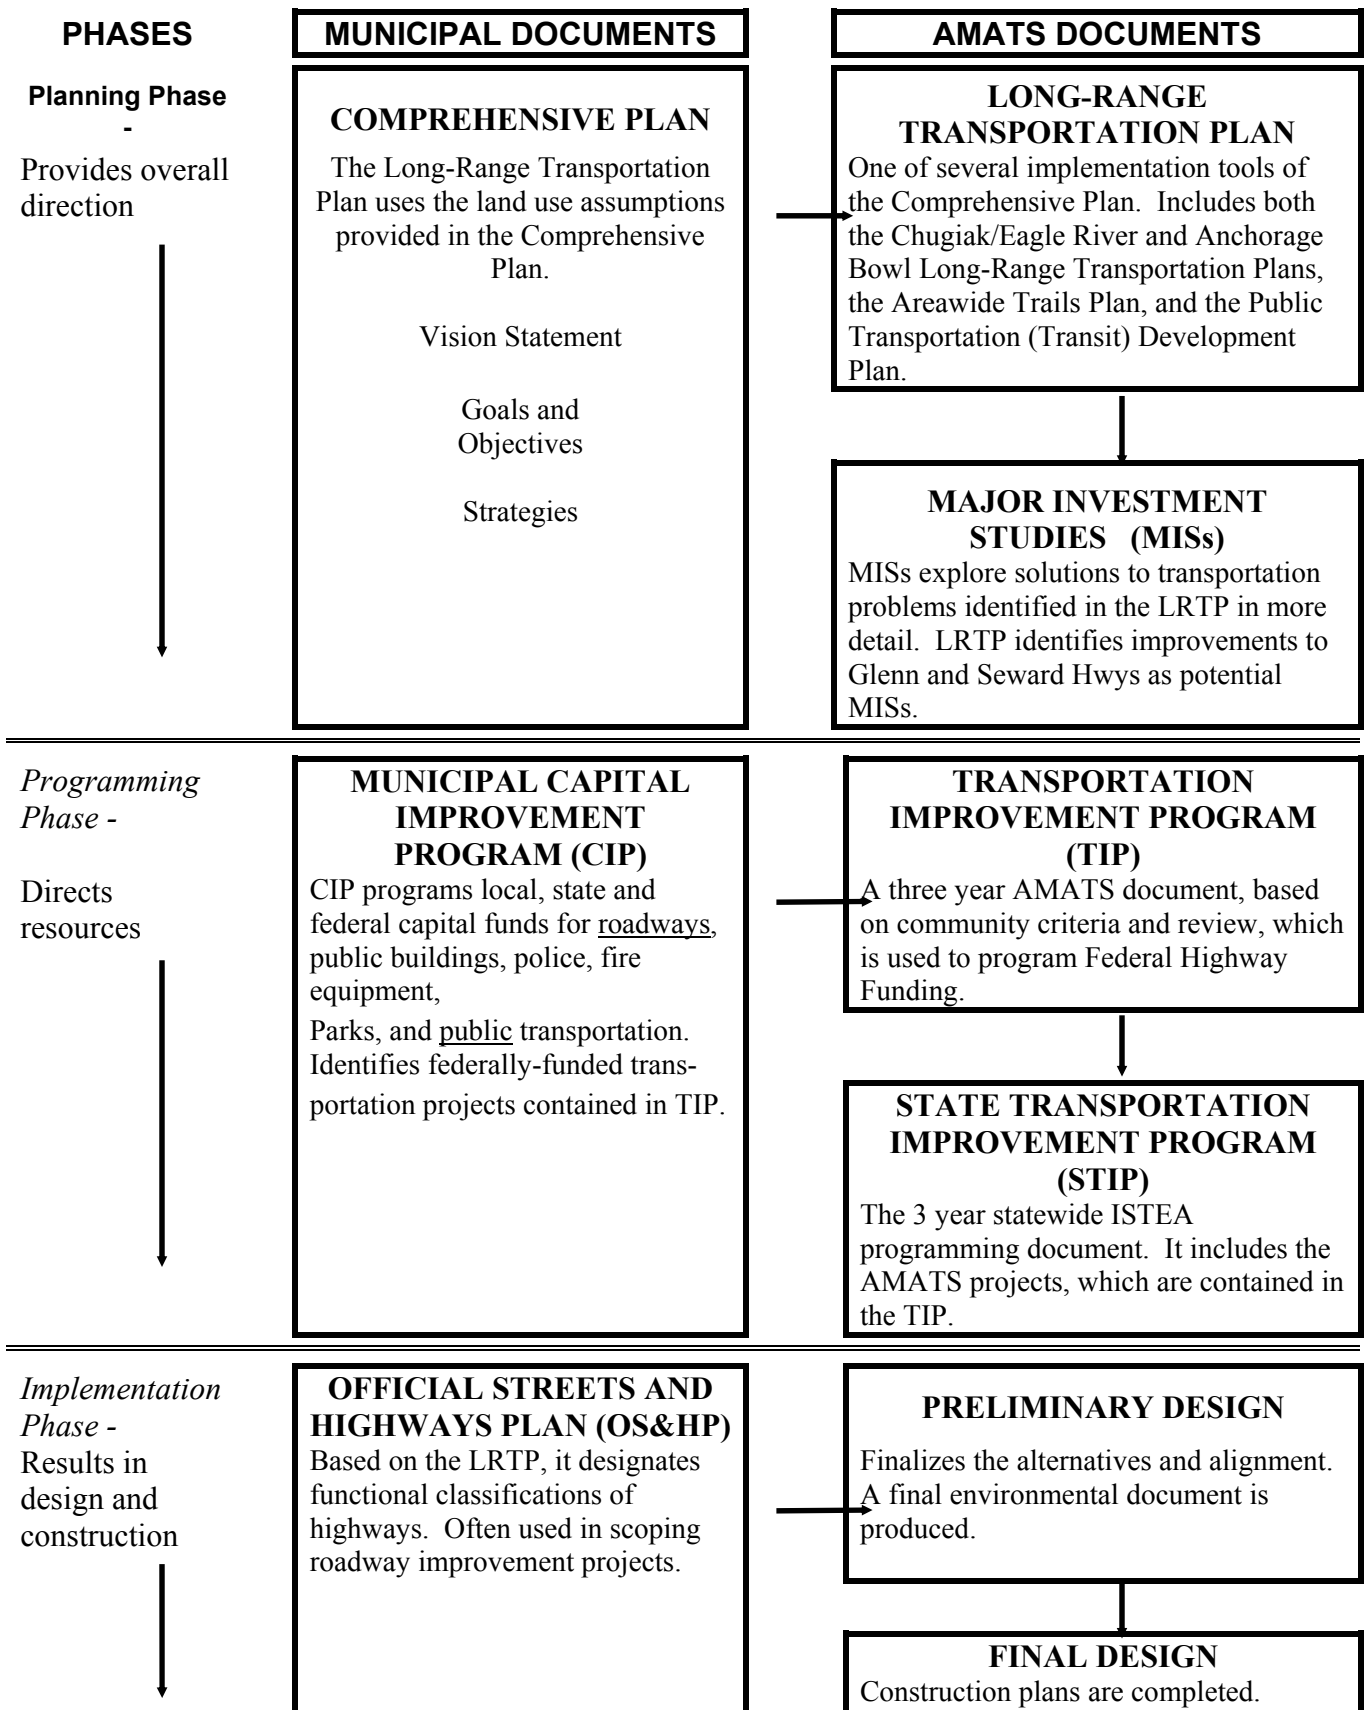 PHASES
MUNICIPAL DOCUMENTS
AMATS DOCUMENTS
Planning Phase
-
Provides overall
direction
COMPREHENSIVE PLAN
The Long-Range Transportation
Plan uses the land use assumptions
provided in the Comprehensive
Plan.
Vision Statement
Goals and
Objectives
Strategies
LONG-RANGE
TRANSPORTATION PLAN
One of several implementation tools of
the Comprehensive Plan. Includes both
the Chugiak/Eagle River and Anchorage
Bowl Long-Range Transportation Plans,
the Areawide Trails Plan, and the Public
Transportation (Transit) Development
Plan.
MAJOR INVESTMENT
STUDIES (MISs)
MISs explore solutions to transportation
problems identified in the LRTP in more
detail. LRTP identifies improvements to
Glenn and Seward Hwys as potential
MISs.
Programming
Phase -
Directs
resources
MUNICIPAL CAPITAL
IMPROVEMENT
PROGRAM (CIP)
CIP programs local, state and
federal capital funds for roadways,
public buildings, police, fire
equipment,
Parks, and public transportation.
Identifies federally-funded trans-
portation projects contained in TIP.
TRANSPORTATION
IMPROVEMENT PROGRAM
(TIP)
A three year AMATS document, based
on community criteria and review, which
is used to program Federal Highway
Funding.
STATE TRANSPORTATION
IMPROVEMENT PROGRAM
(STIP)
The 3 year statewide ISTEA
programming document. It includes the
AMATS projects, which are contained in
the TIP.
Implementation
Phase -
Results in
design and
construction
OFFICIAL STREETS AND
HIGHWAYS PLAN (OS&HP)
Based on the LRTP, it designates
functional classifications of
highways. Often used in scoping
roadway improvement projects.
PRELIMINARY DESIGN
Finalizes the alternatives and alignment.
A final environmental document is
produced.
FINAL DESIGN
Construction plans are completed.